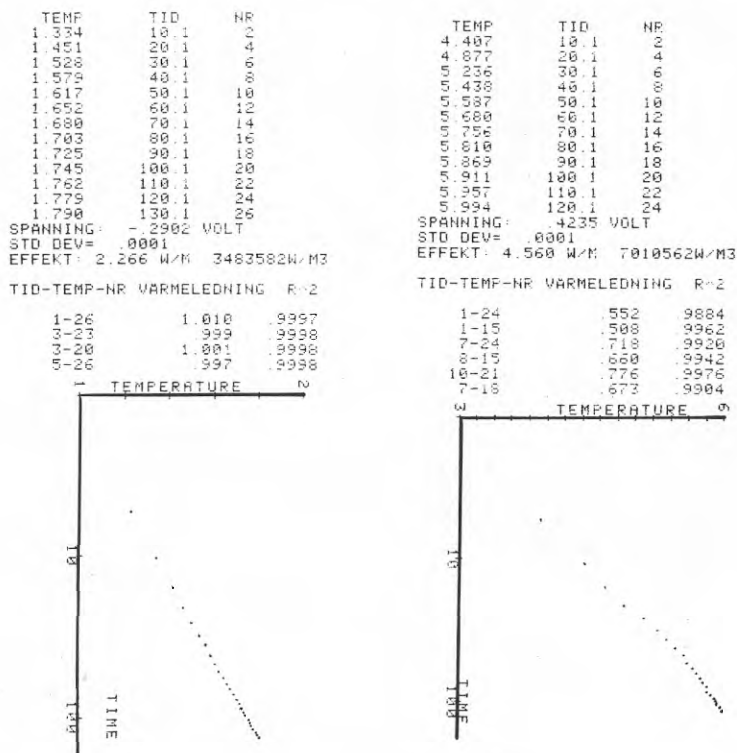 TEMP TID NR
1.334 10.1 2
1.451 20.1 4
1.528 30.1 6
1.579 40.1 8
1.617 50.1 10
1.652 60.1 12
1.680 70.1 14
1.703 80.1 16
1.725 90.1 18
1.745 100.1 20
1.762 110.1 22
1.779 120.1 24
1.790 130.1 26
SPANNING: -.2902 VOLT
STD DEV= .0001
EFFEKT: 2.266 W/M 3483582W/M3
TID-TEMP-NR VARMELEDNING R^2
1-26 1.010 .9997
3-23 .999 .9998
3-20 1.001 .9998
5-26 .997 .9998
1 TEMPERATURE 2
10
100
TIME
TEMP TID NR
4.407 10.1 2
4.877 20.1 4
5.236 30.1 6
5.438 40.1 8
5.587 50.1 10
5.680 60.1 12
5.756 70.1 14
5.810 80.1 16
5.869 90.1 18
5.911 100.1 20
5.957 110.1 22
5.994 120.1 24
SPANNING: .4235 VOLT
STD DEV= .0001
EFFEKT: 4.560 W/M 7010562W/M3
TID-TEMP-NR VARMELEDNING R^2
1-24 .552 .9884
1-15 .508 .9962
7-24 .718 .9920
8-15 .660 .9942
10-21 .776 .9976
7-18 .673 .9904
3 TEMPERATURE 6
10
100
TIME